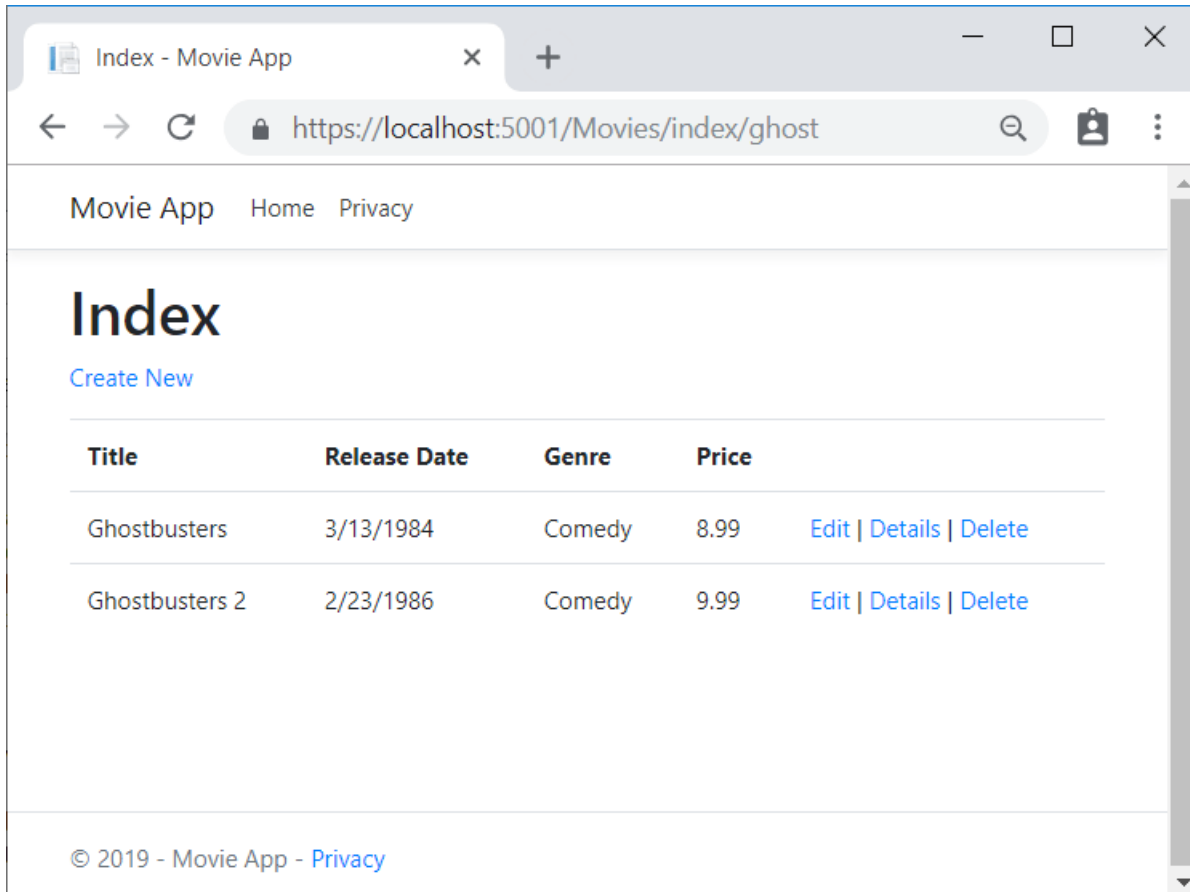 Index - Movie App
https://localhost:5001/Movies/index/ghost
Movie App Home Privacy
Index
Create New
Title Release Date Genre Price
Ghostbusters 3/13/1984 Comedy 8.99 Edit | Details | Delete
Ghostbusters 2 2/23/1986 Comedy 9.99 Edit | Details | Delete
© 2019 - Movie App - Privacy